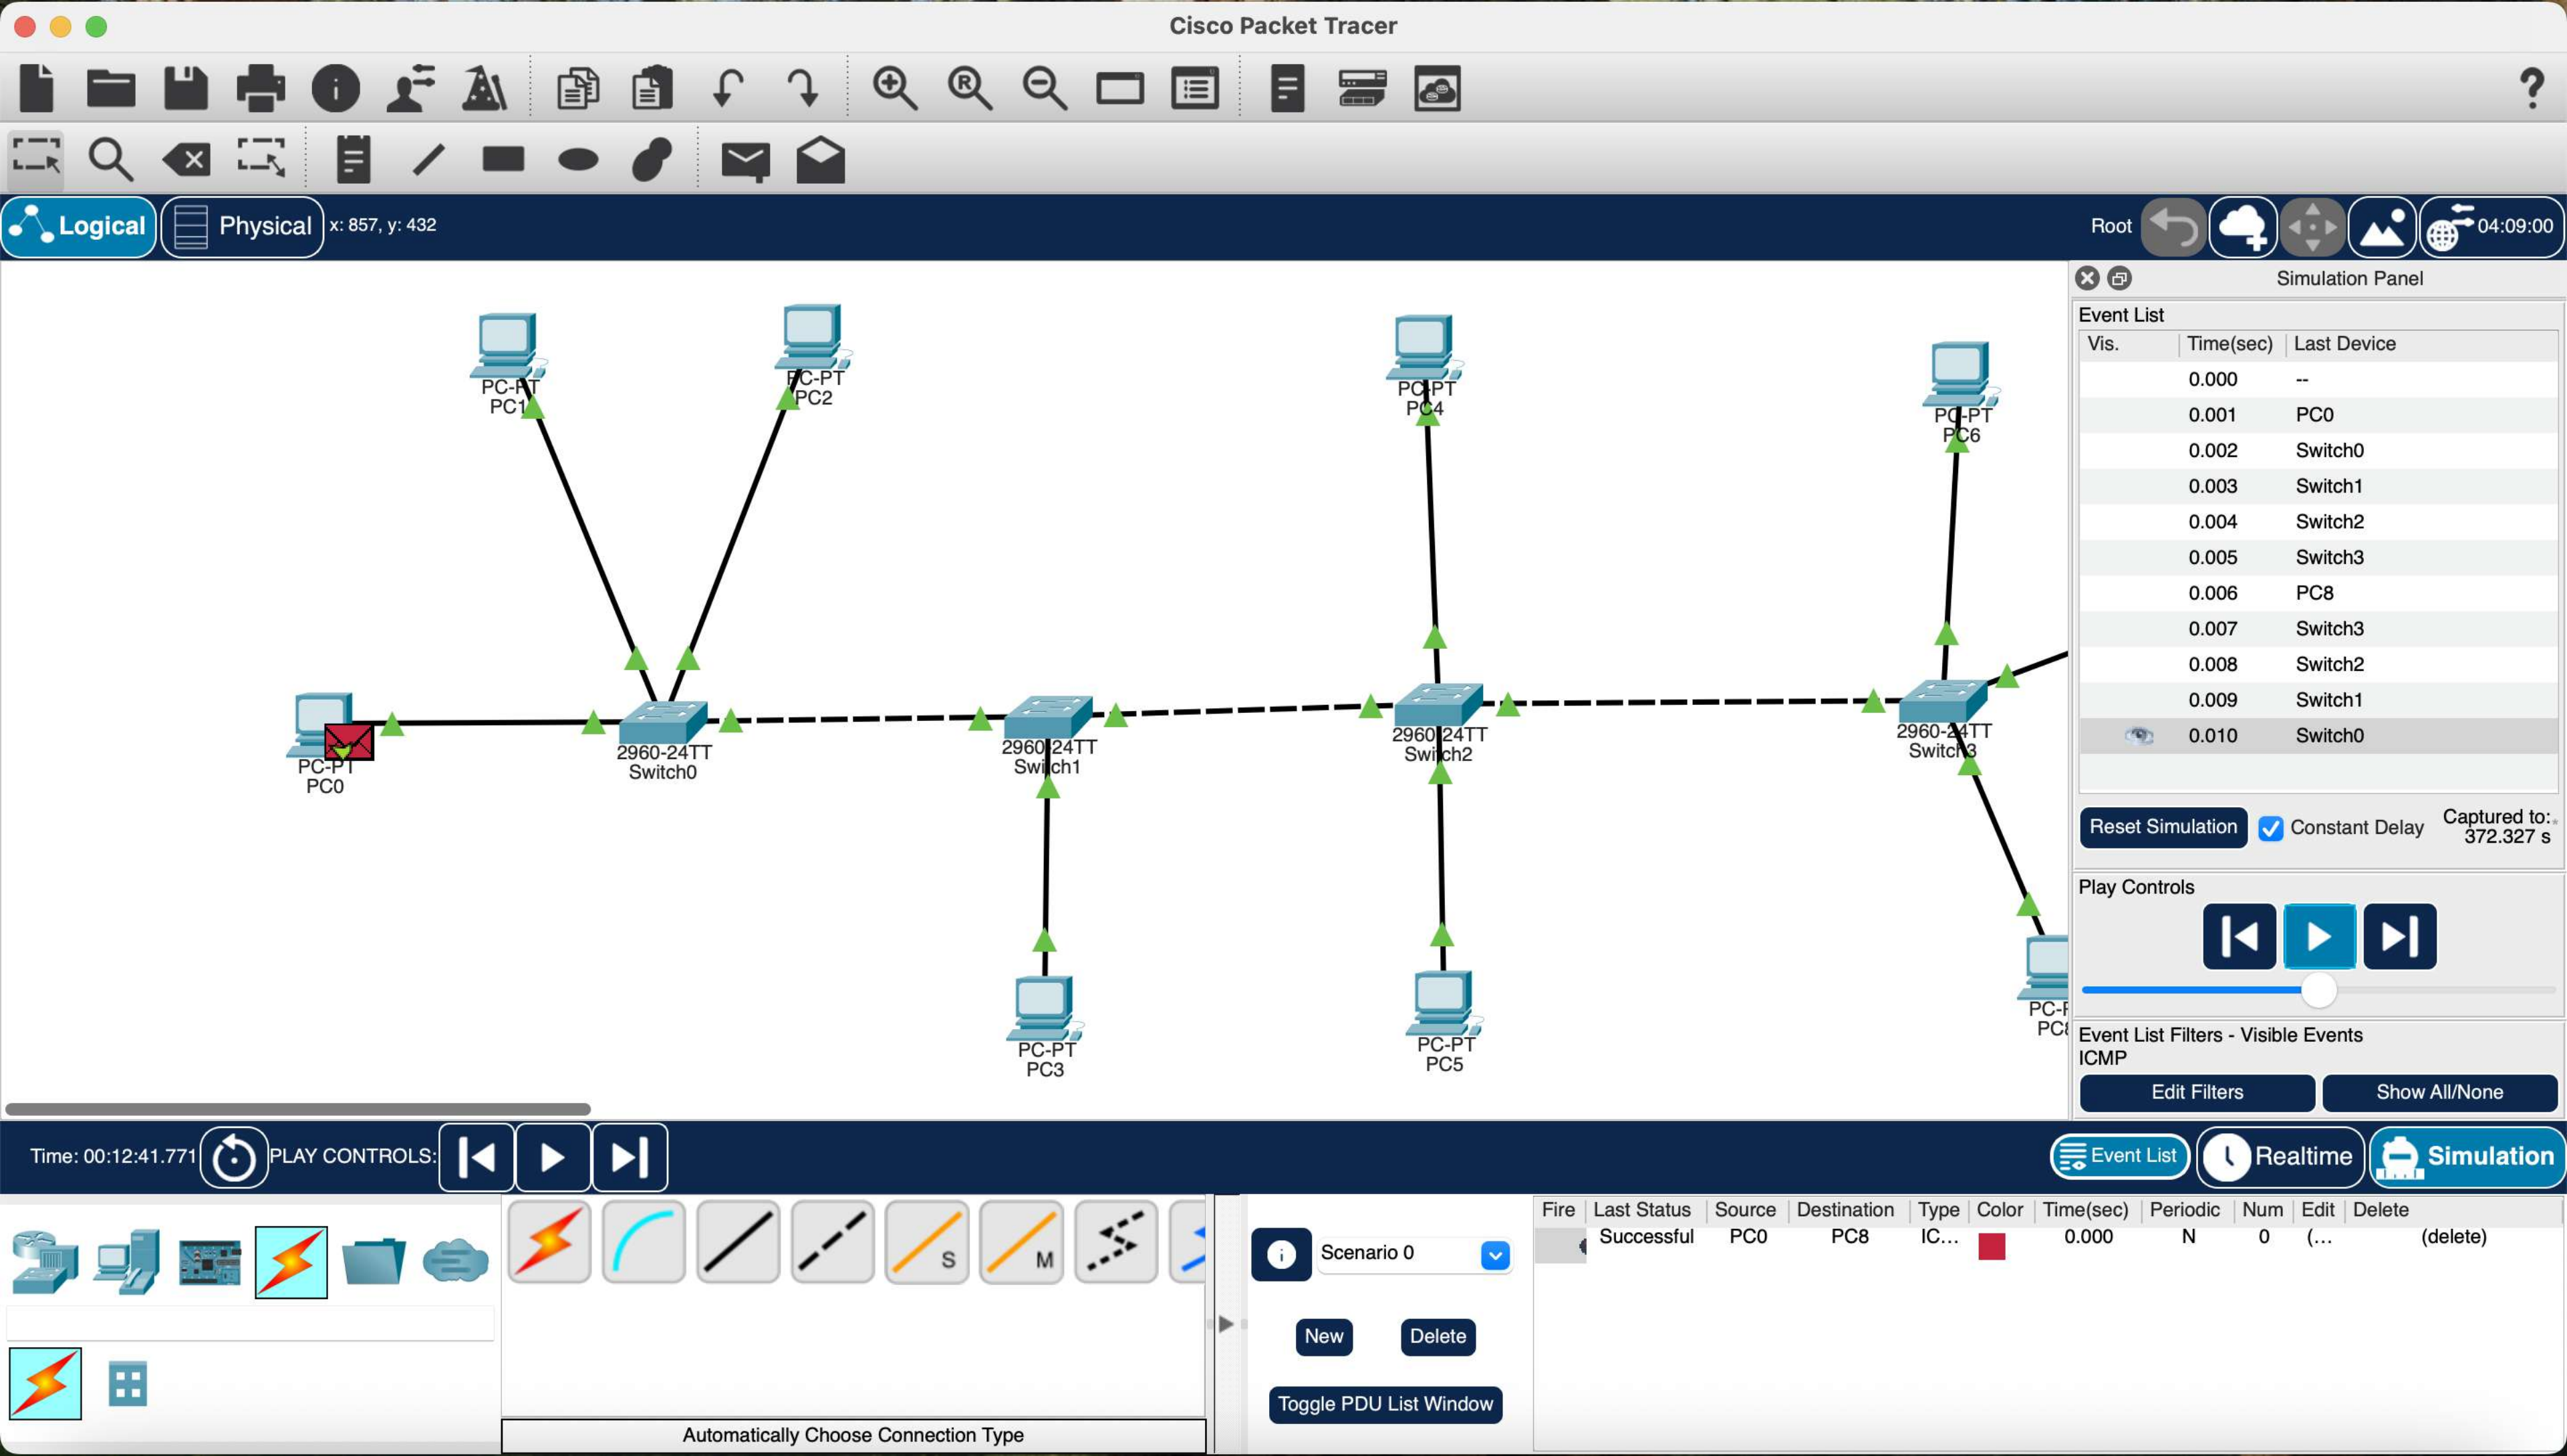 Cisco Packet Tracer
R
?
Logical
Physical
x: 857, y: 432
Root
04:09:00
PC-PT
PC1
PC-PT
PC2
PC-PT
PC4
PC-PT
PC6
PC-PT
PC0
2960-24TT
Switch0
2960-24TT
Switch1
2960-24TT
Switch2
2960-24TT
Switch3
PC-PT
PC3
PC-PT
PC5
Simulation Panel
Event List
Vis. Time(sec) Last Device
0.000 --
0.001 PC0
0.002 Switch0
0.003 Switch1
0.004 Switch2
0.005 Switch3
0.006 PC8
0.007 Switch3
0.008 Switch2
0.009 Switch1
0.010 Switch0
Reset Simulation
Constant Delay
Captured to:
372.327 s
Play Controls
Event List Filters - Visible Events
ICMP
Edit Filters
Show All/None
Time: 00:12:41.771
PLAY CONTROLS:
Event List
Realtime
Simulation
S
M
Automatically Choose Connection Type
Scenario 0
New
Delete
Toggle PDU List Window
Fire Last Status Source Destination Type Color Time(sec) Periodic Num Edit Delete
Successful PC0 PC8 IC... 0.000 N 0 (... (delete)